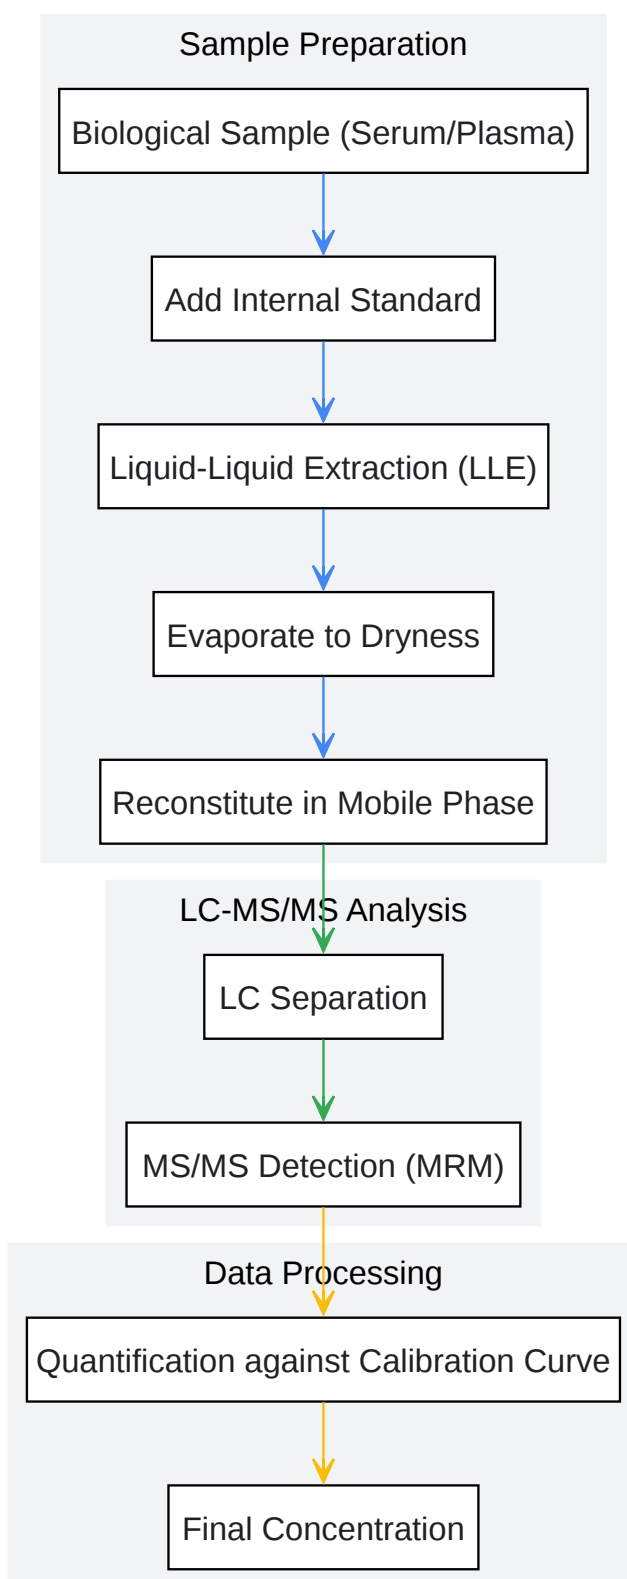 Sample Preparation
Biological Sample (Serum/Plasma)
Add Internal Standard
Liquid-Liquid Extraction (LLE)
Evaporate to Dryness
Reconstitute in Mobile Phase
LC-MS/MS Analysis
LC Separation
MS/MS Detection (MRM)
Data Processing
Quantification against Calibration Curve
Final Concentration